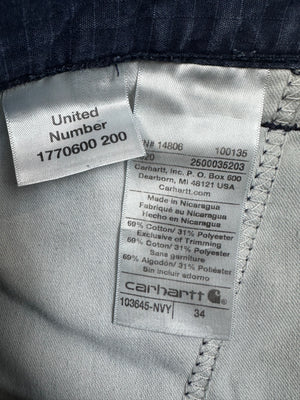 United
Number
1770600 200
RN# 14806 100135
2500035203
Carhartt, Inc. P.O. Box 600
Dearborn, MI 48121 USA
Carhartt.com
Made in Nicaragua
Fabriqué au Nicaragua
Hecho en Nicaragua
69% Cotton/ 31% Polyester
Exclusive of Trimming
69% Coton/ 31% Polyester
Sans garniture
69% Algodón/ 31% Poliéster
Sin incluir adorno
carhartt
103645-NVY 34